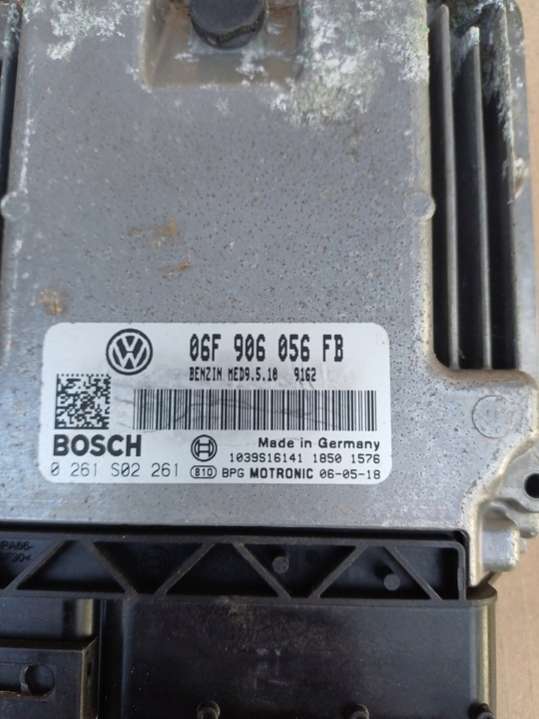 06F 906 056 FB
BENZIN MED9.5.10 9162
BOSCH
Made in Germany
1039S16141 1850 1576
0 261 S02 261
810 BPG MOTRONIC 06-05-18